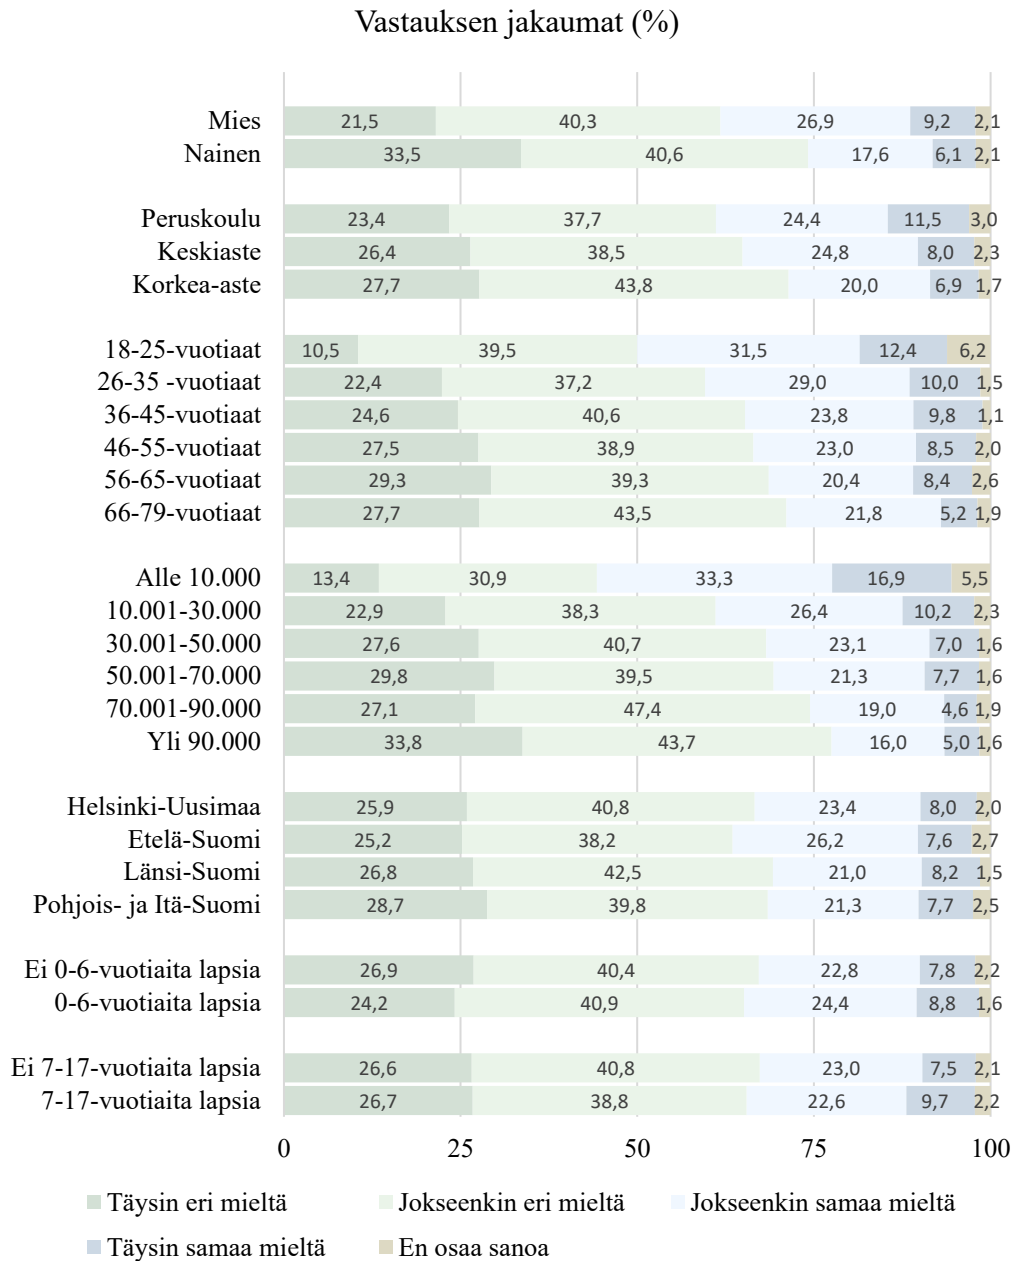 Vastauksen jakaumat (%)
Mies 21,5 40,3 26,9 9,2 2,1
Nainen 33,5 40,6 17,6 6,1 2,1
Peruskoulu 23,4 37,7 24,4 11,5 3,0
Keskiaste 26,4 38,5 24,8 8,0 2,3
Korkea-aste 27,7 43,8 20,0 6,9 1,7
18-25-vuotiaat 10,5 39,5 31,5 12,4 6,2
26-35 -vuotiaat 22,4 37,2 29,0 10,0 1,5
36-45-vuotiaat 24,6 40,6 23,8 9,8 1,1
46-55-vuotiaat 27,5 38,9 23,0 8,5 2,0
56-65-vuotiaat 29,3 39,3 20,4 8,4 2,6
66-79-vuotiaat 27,7 43,5 21,8 5,2 1,9
Alle 10.000 13,4 30,9 33,3 16,9 5,5
10.001-30.000 22,9 38,3 26,4 10,2 2,3
30.001-50.000 27,6 40,7 23,1 7,0 1,6
50.001-70.000 29,8 39,5 21,3 7,7 1,6
70.001-90.000 27,1 47,4 19,0 4,6 1,9
Yli 90.000 33,8 43,7 16,0 5,0 1,6
Helsinki-Uusimaa 25,9 40,8 23,4 8,0 2,0
Etelä-Suomi 25,2 38,2 26,2 7,6 2,7
Länsi-Suomi 26,8 42,5 21,0 8,2 1,5
Pohjois- ja Itä-Suomi 28,7 39,8 21,3 7,7 2,5
Ei 0-6-vuotiaita lapsia 26,9 40,4 22,8 7,8 2,2
0-6-vuotiaita lapsia 24,2 40,9 24,4 8,8 1,6
Ei 7-17-vuotiaita lapsia 26,6 40,8 23,0 7,5 2,1
7-17-vuotiaita lapsia 26,7 38,8 22,6 9,7 2,2
0 25 50 75 100
Täysin eri mieltä Jokseenkin eri mieltä Jokseenkin samaa mieltä
Täysin samaa mieltä En osaa sanoa